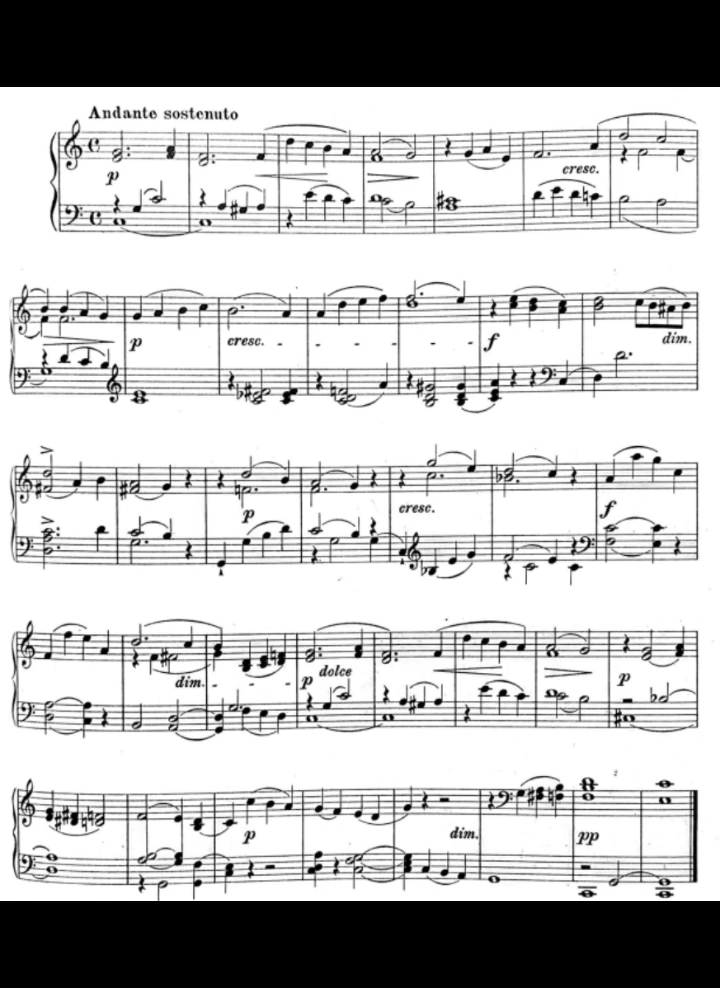 Andante sostenuto
p
cresc.
p cresc. - - - - - f dim.
p cresc. f
dim. - - - - p dolce p
p dim. pp